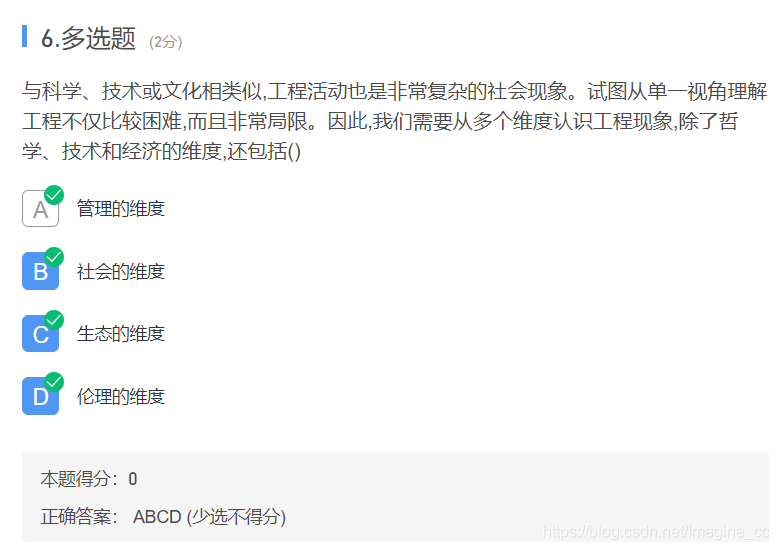 6.多选题 (2分)
与科学、技术或文化相类似,工程活动也是非常复杂的社会现象。试图从单一视角理解
工程不仅比较困难,而且非常局限。因此,我们需要从多个维度认识工程现象,除了哲
学、技术和经济的维度,还包括()
A 管理的维度
B 社会的维度
C 生态的维度
D 伦理的维度
本题得分：0
正确答案： ABCD (少选不得分)
https://blog.csdn.net/Imagine_cc